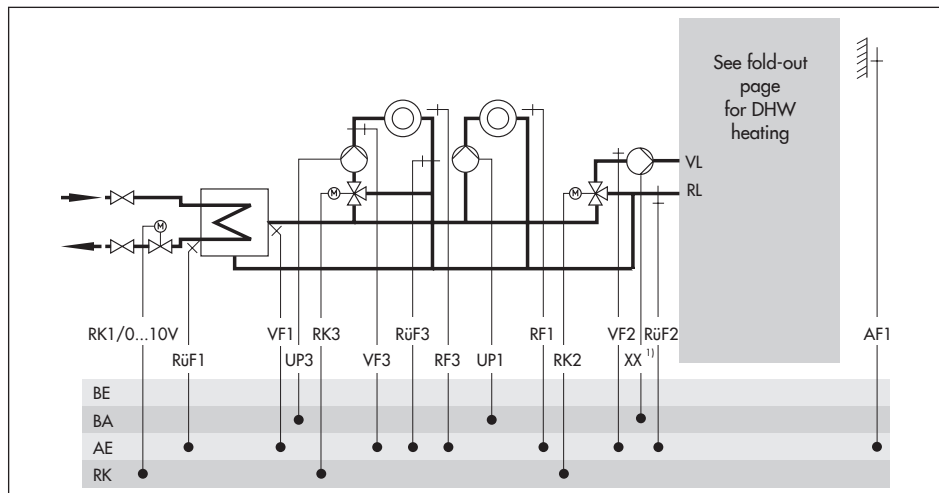 See fold-out
page
for DHW
heating
VL
RL
M
M
M
RK1/0...10V
RüF1
VF1
UP3
RK3
VF3
RüF3
RF3
UP1
RF1
RK2
VF2
XX 1)
RüF2
AF1
BE
BA
AE
RK